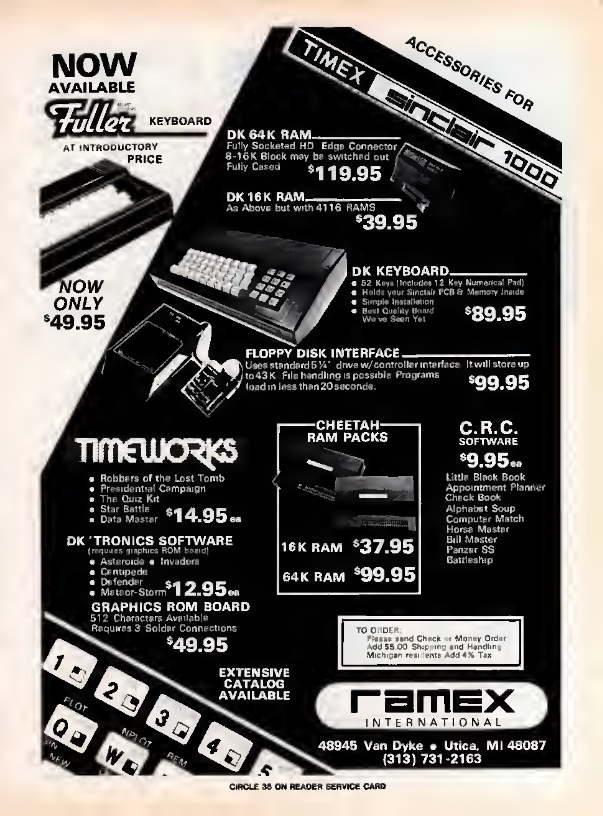 NOW
AVAILABLE
Fuller KEYBOARD
AT INTRODUCTORY
PRICE
NOW
ONLY
$49.95
ACCESSORIES FOR
TIMEX sinclair 1000
DK 64K RAM
Fully Socketed HD Edge Connector
8-16K Block may be switched out
Fully Cased
$119.95
DK 16K RAM
As Above but with 4116 RAMS
$39.95
DK KEYBOARD
• 52 Keys (Includes 12 Key Numerical Pad)
• Holds your Sinclair PCB & Memory Inside
• Simple Installation
• Best Quality Board
We've Seen Yet
$89.95
FLOPPY DISK INTERFACE
Uses standard 5¼" drive w/controller interface. It will store up
to 43K. File handling is possible Programs
load in less than 20 seconds.
$99.95
TIMEWORKS
• Robbers of the Lost Tomb
• Presidential Campaign
• The Quiz Kit
• Star Battle
• Data Master
$14.95 ea
DK 'TRONICS SOFTWARE
(requires graphics ROM board)
• Asteroids • Invaders
• Centipede
• Defender
• Meteor-Storm
$12.95 ea
GRAPHICS ROM BOARD
512 Characters Available
Requires 3 Solder Connections
$49.95
CHEETAH
RAM PACKS
16K RAM $37.95
64K RAM $99.95
C.R.C.
SOFTWARE
$9.95 ea
Little Black Book
Appointment Planner
Check Book
Alphabet Soup
Computer Match
Horse Master
Bill Master
Panzer SS
Battleship
TO ORDER:
Please send Check or Money Order
Add $5.00 Shipping and Handling
Michigan residents Add 4% Tax
EXTENSIVE
CATALOG
AVAILABLE
ramex
INTERNATIONAL
48945 Van Dyke • Utica, MI 48087
(313) 731-2163
1 2 3 4 5
PLOT
UNPLOT
REM
Q W
NEW
CIRCLE 35 ON READER SERVICE CARD